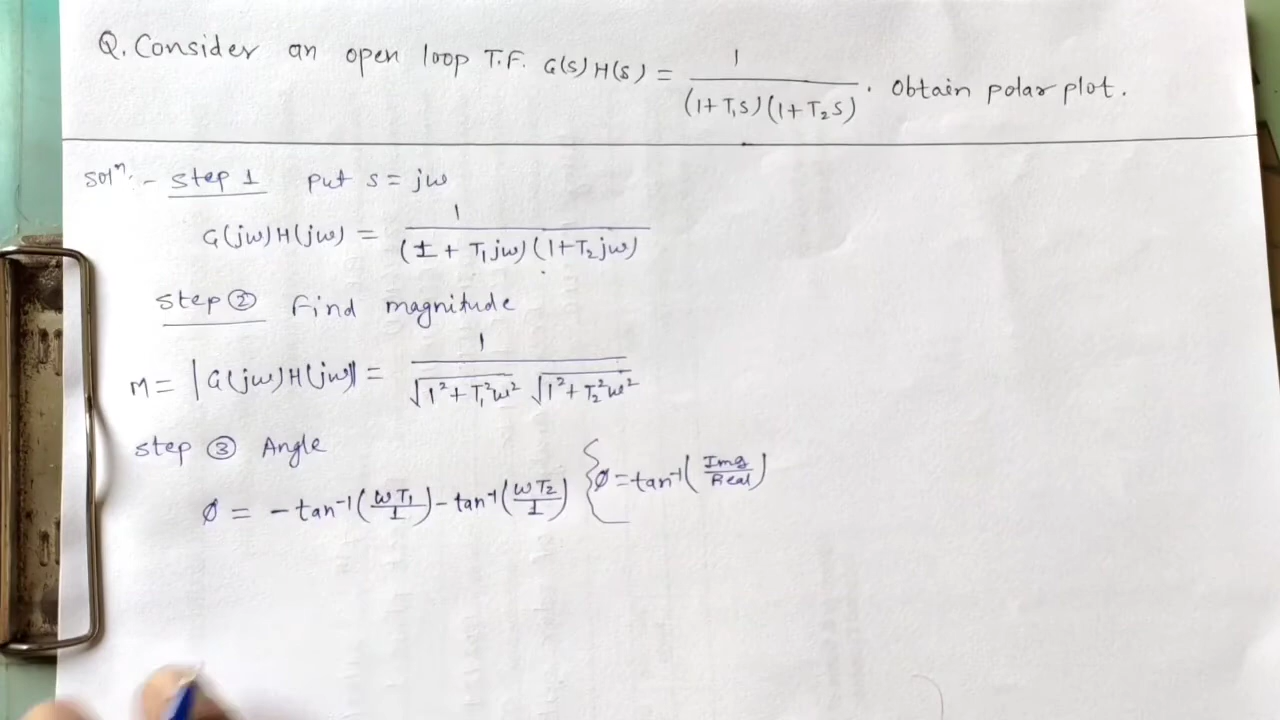 Q. Consider an open loop T.F. G(s)H(s) = 1/((1+T₁s)(1+T₂s)). Obtain polar plot.
Solⁿ:- Step 1 put s = jω
G(jω)H(jω) = 1/((1 + T₁jω)(1+T₂jω))
Step ② Find magnitude
M = |G(jω)H(jω)| = 1/(√(1²+T₁²ω²) √(1²+T₂²ω²))
Step ③ Angle
Ø = -tan⁻¹(ωT₁/1) - tan⁻¹(ωT₂/1) { Ø = tan⁻¹(Img/Real)